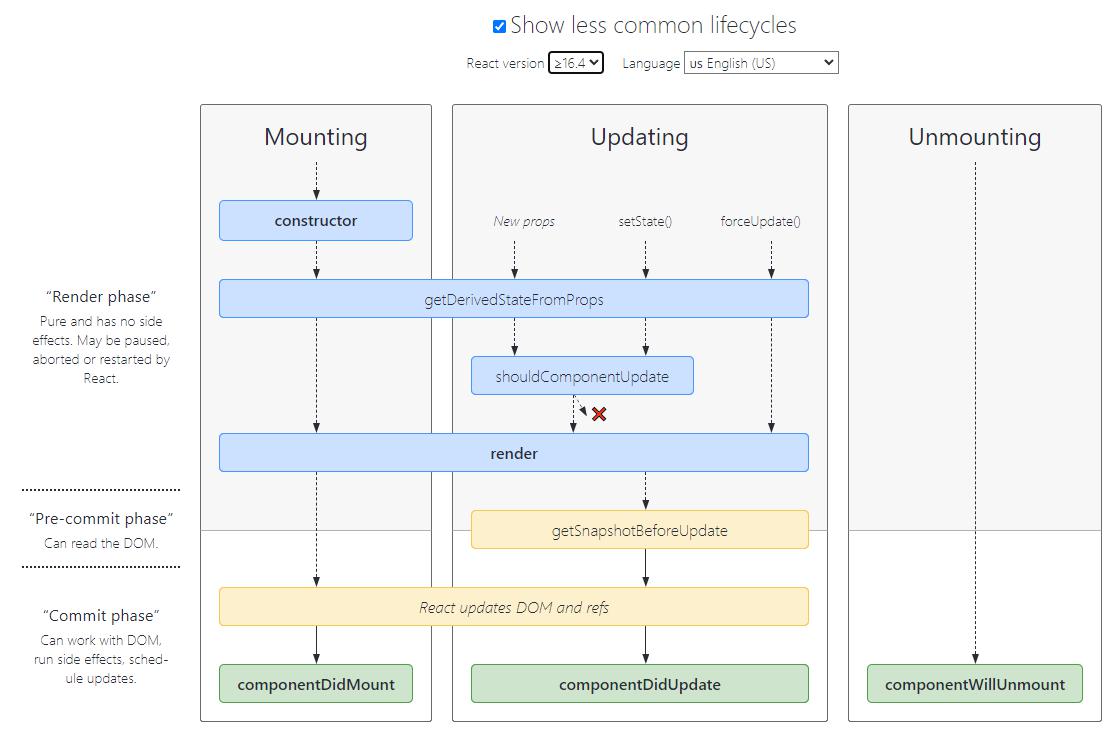 Show less common lifecycles
React version ≥16.4 Language us English (US)
Mounting
Updating
Unmounting
constructor
New props
setState()
forceUpdate()
“Render phase”
Pure and has no side
effects. May be paused,
aborted or restarted by
React.
getDerivedStateFromProps
shouldComponentUpdate
render
“Pre-commit phase”
Can read the DOM.
getSnapshotBeforeUpdate
“Commit phase”
Can work with DOM,
run side effects, sched-
ule updates.
React updates DOM and refs
componentDidMount
componentDidUpdate
componentWillUnmount